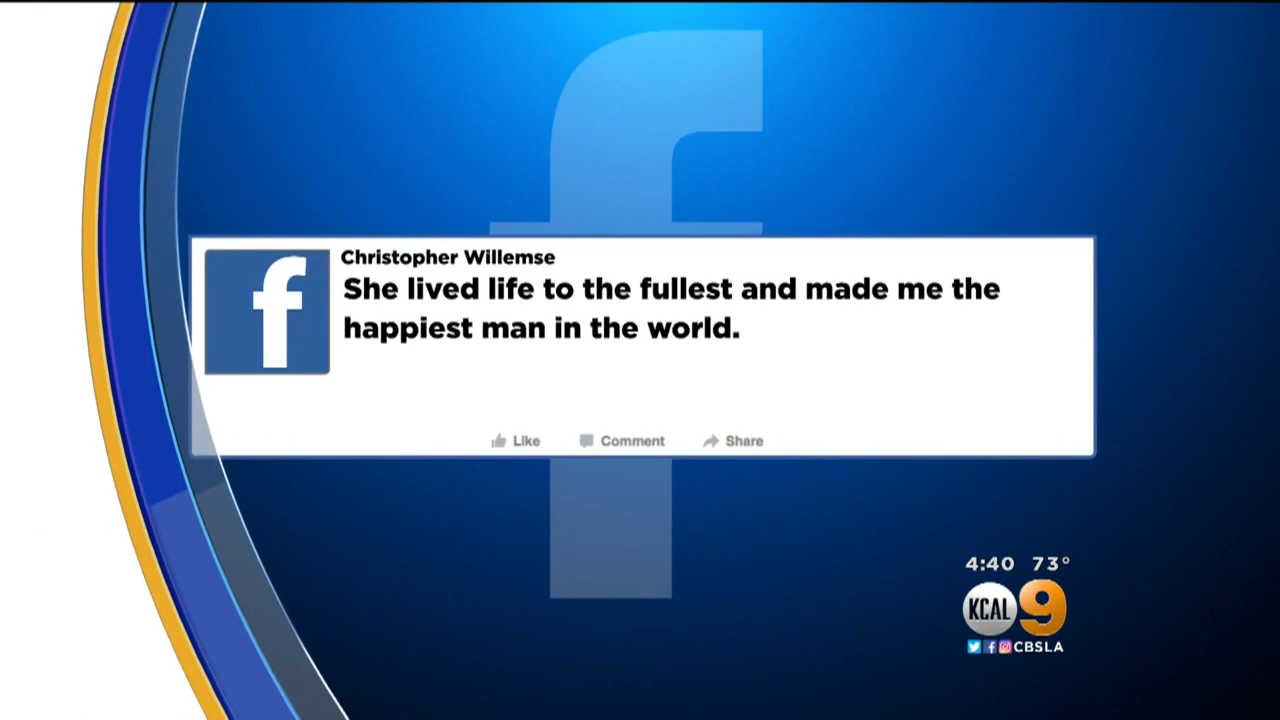 Christopher Willemse
She lived life to the fullest and made me the
happiest man in the world.
Like Comment Share
4:40 73°
KCAL 9
CBSLA